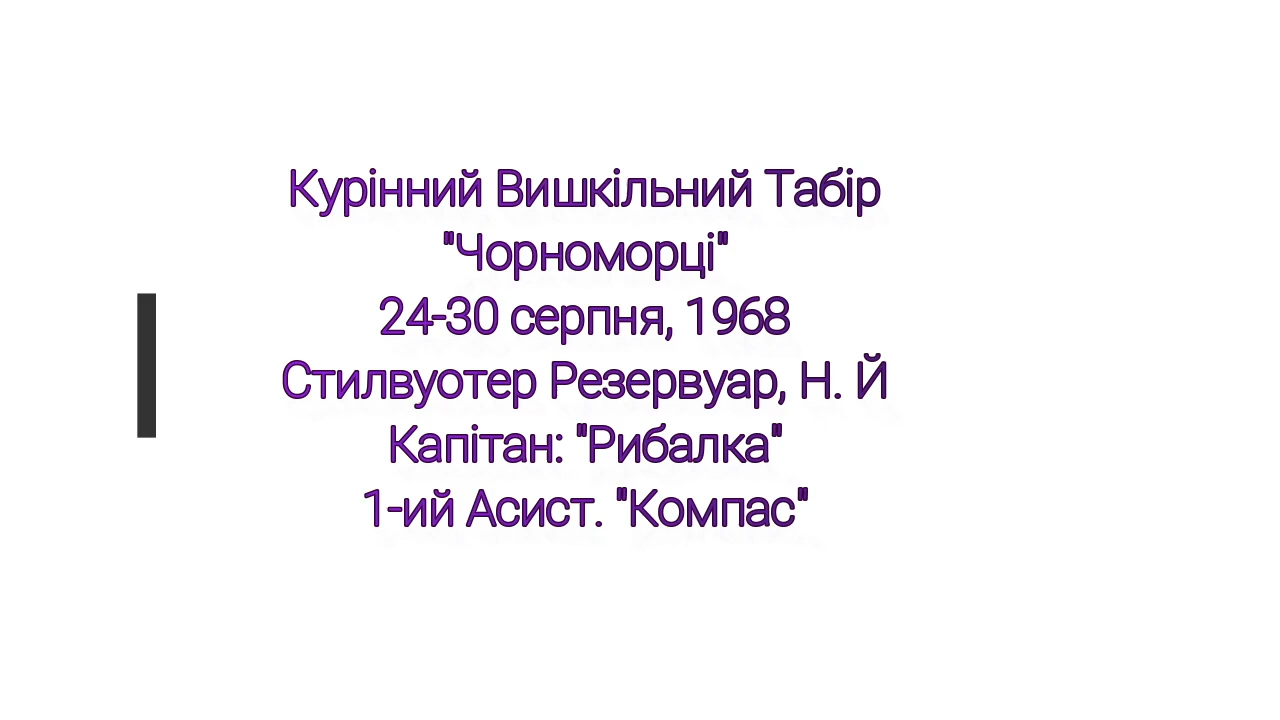 Курінний Вишкільний Табір
"Чорноморці"
24-30 серпня, 1968
Стилвуотер Резервуар, Н. Й
Капітан: "Рибалка"
1-ий Асист. "Компас"